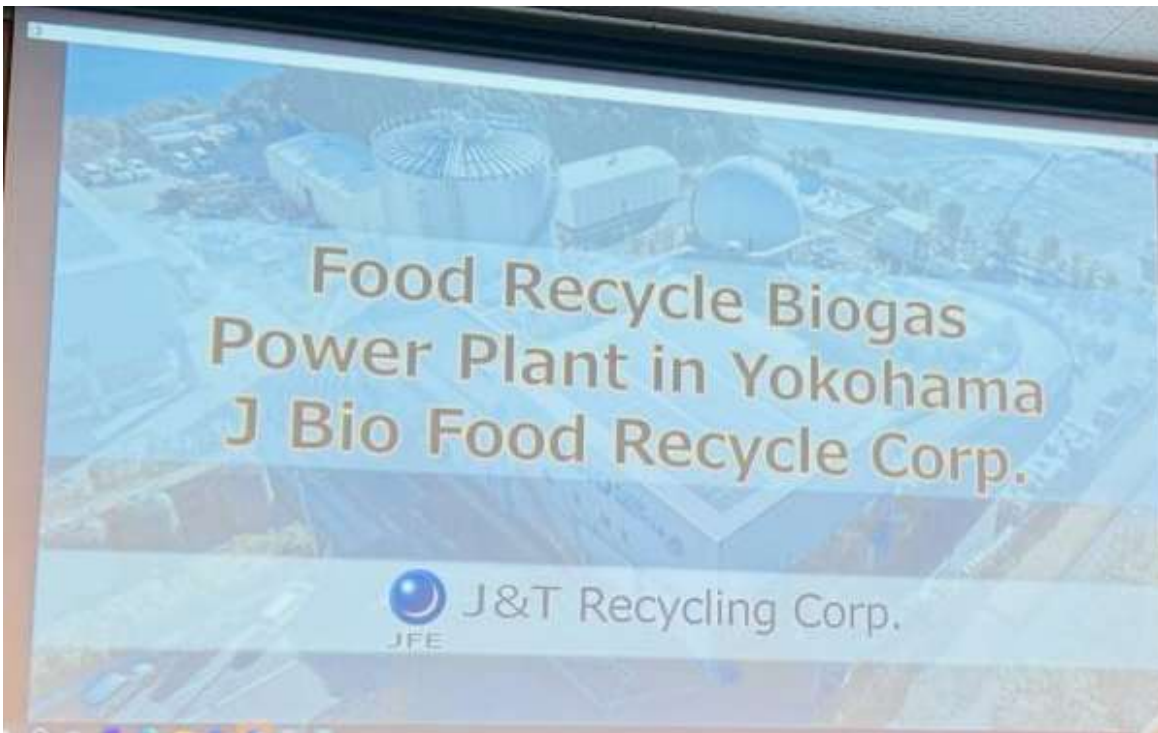 Food Recycle Biogas
Power Plant in Yokohama
J Bio Food Recycle Corp.
J&T Recycling Corp.
JFE